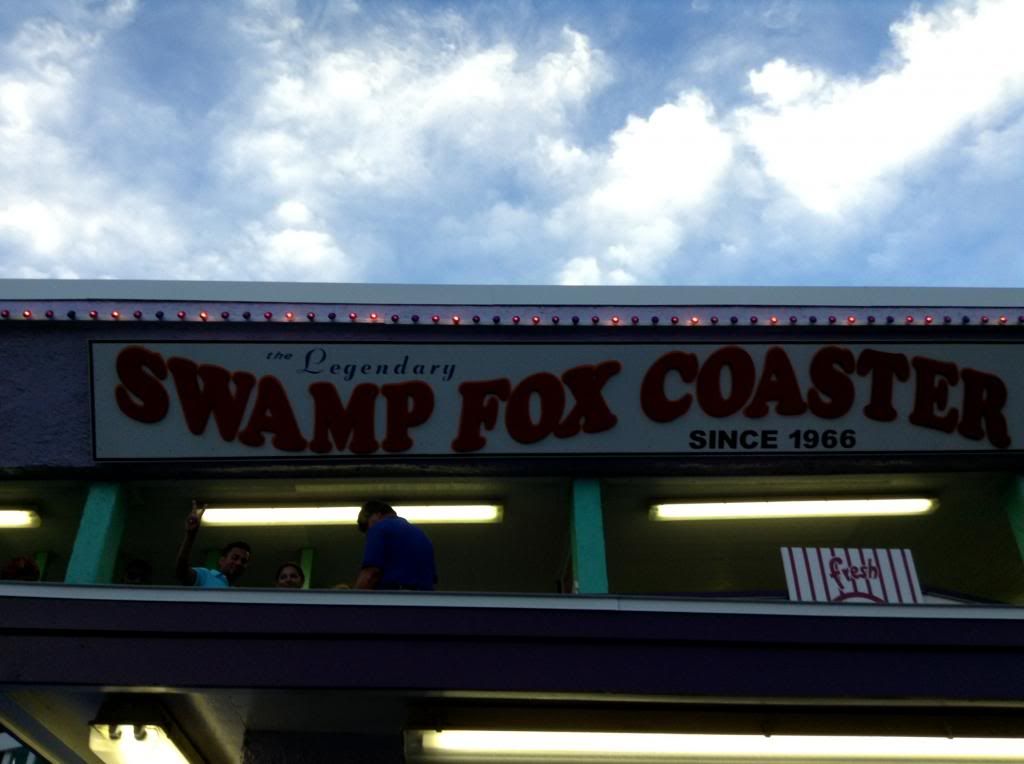 the Legendary
SWAMP FOX COASTER
SINCE 1966
fresh